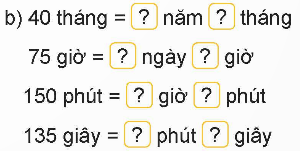 b) 40 tháng = ? năm ? tháng
75 giờ = ? ngày ? giờ
150 phút = ? giờ ? phút
135 giây = ? phút ? giây